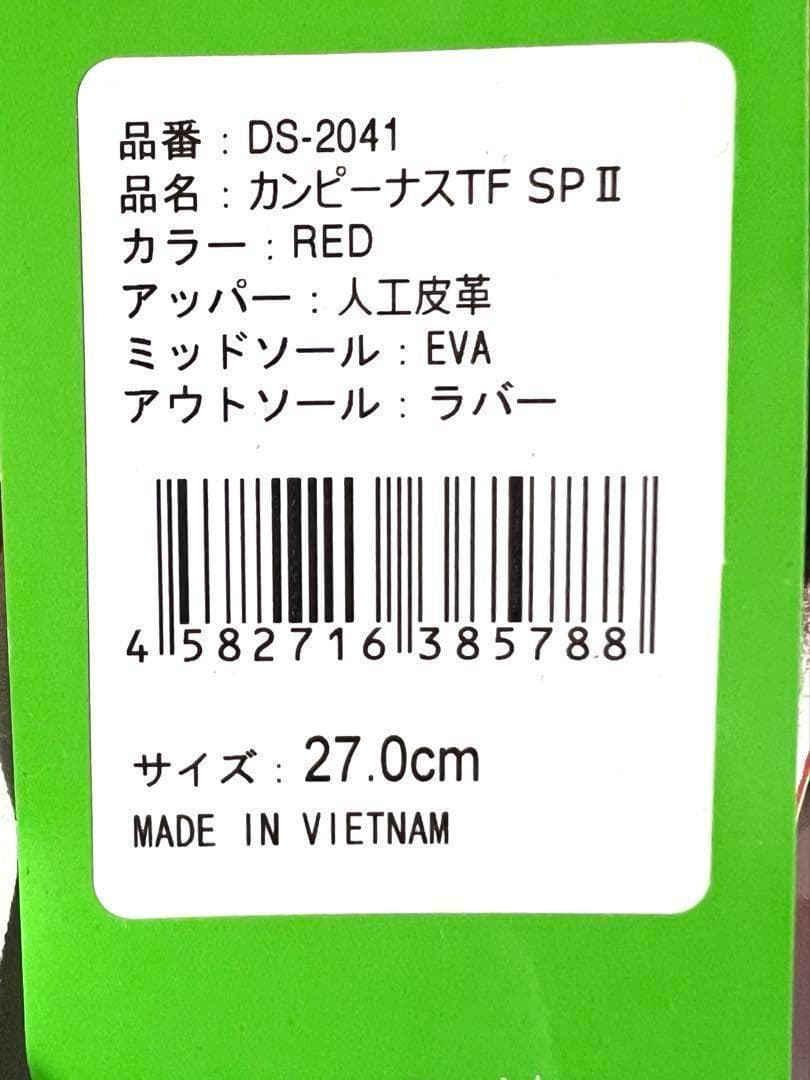 品番：DS-2041
品名：カンピーナスTF SPⅡ
カラー：RED
アッパー：人工皮革
ミッドソール：EVA
アウトソール：ラバー
4 582716 385788
サイズ：27.0cm
MADE IN VIETNAM